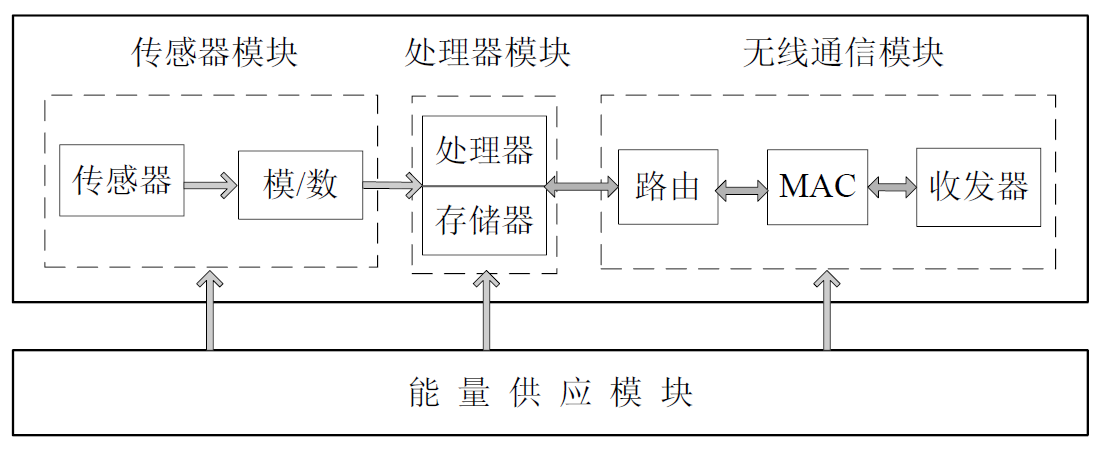 传感器模块
处理器模块
无线通信模块
传感器
模/数
处理器
存储器
路由
MAC
收发器
能量供应模块